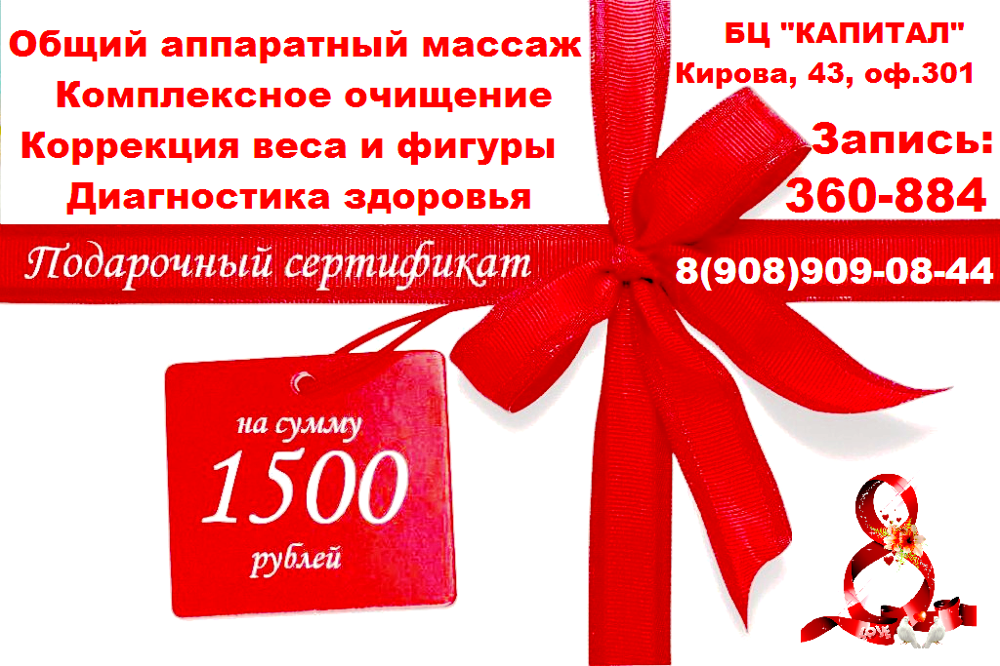 Общий аппаратный массаж
Комплексное очищение
Коррекция веса и фигуры
Диагностика здоровья
БЦ "КАПИТАЛ"
Кирова, 43, оф.301
Запись:
360-884
Подарочный сертификат
8(908)909-08-44
на сумму
1500
рублей
8
love